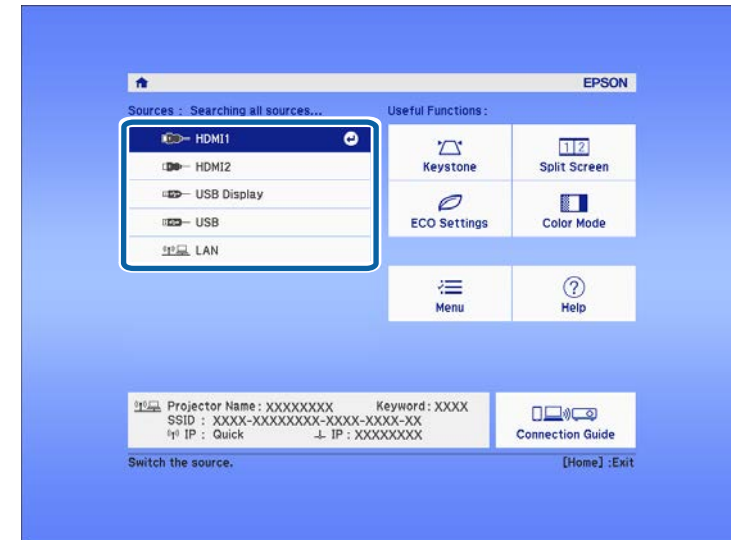 EPSON
Sources : Searching all sources...
Useful Functions :
HDMI1
HDMI2
USB Display
USB
LAN
Keystone
1 2
Split Screen
ECO Settings
Color Mode
Menu
?
Help
Projector Name : XXXXXXXX Keyword : XXXX
SSID : XXXX-XXXXXXXX-XXXX-XXXX-XX
IP : Quick IP : XXXXXXXX
Connection Guide
Switch the source.
[Home] :Exit